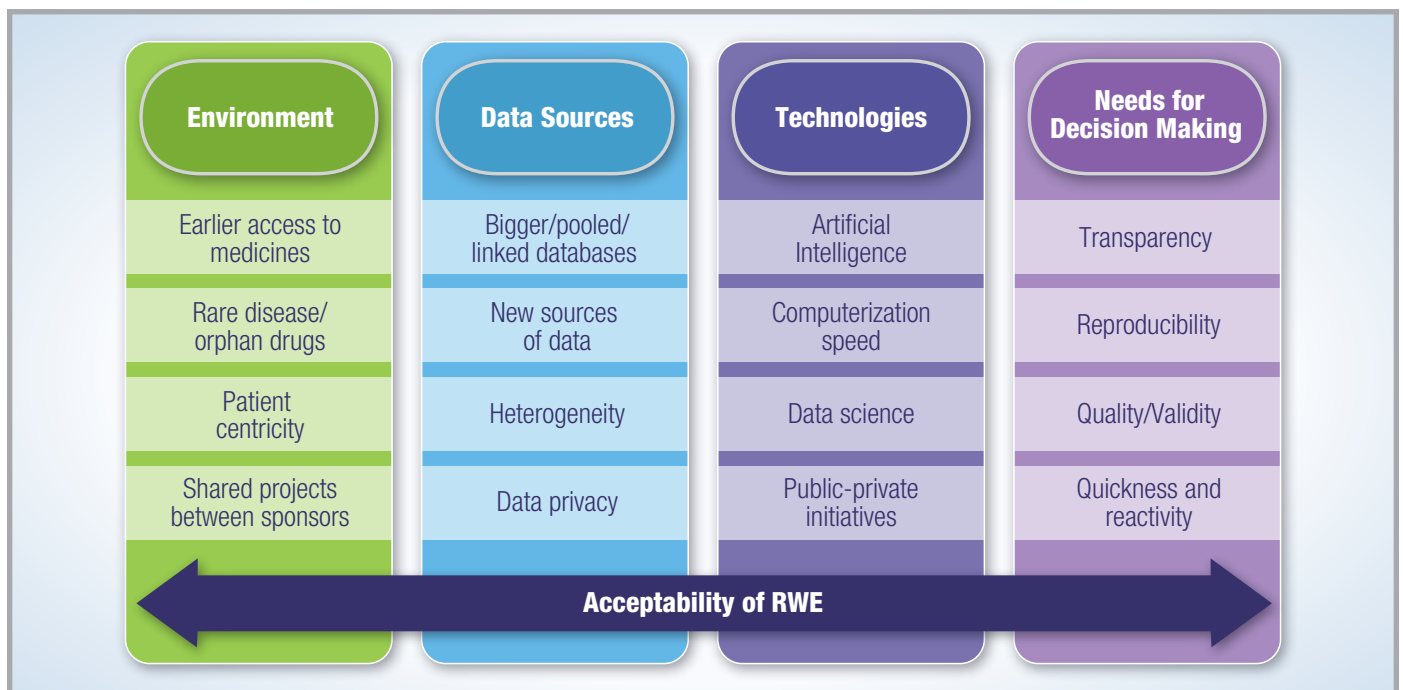 Environment
Earlier access to
medicines
Rare disease/
orphan drugs
Patient
centricity
Shared projects
between sponsors
Data Sources
Bigger/pooled/
linked databases
New sources
of data
Heterogeneity
Data privacy
Technologies
Artificial
Intelligence
Computerization
speed
Data science
Public-private
initiatives
Needs for
Decision Making
Transparency
Reproducibility
Quality/Validity
Quickness and
reactivity
Acceptability of RWE